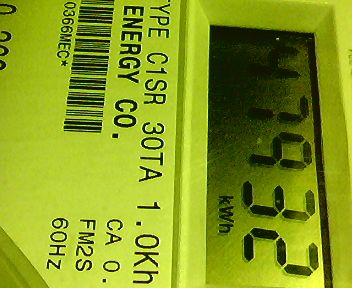 47932
kWh
TYPE C1SR 30TA 1.0Kh
ENERGY CO.
CA 0.
FM2S
60HZ
0366MEC*